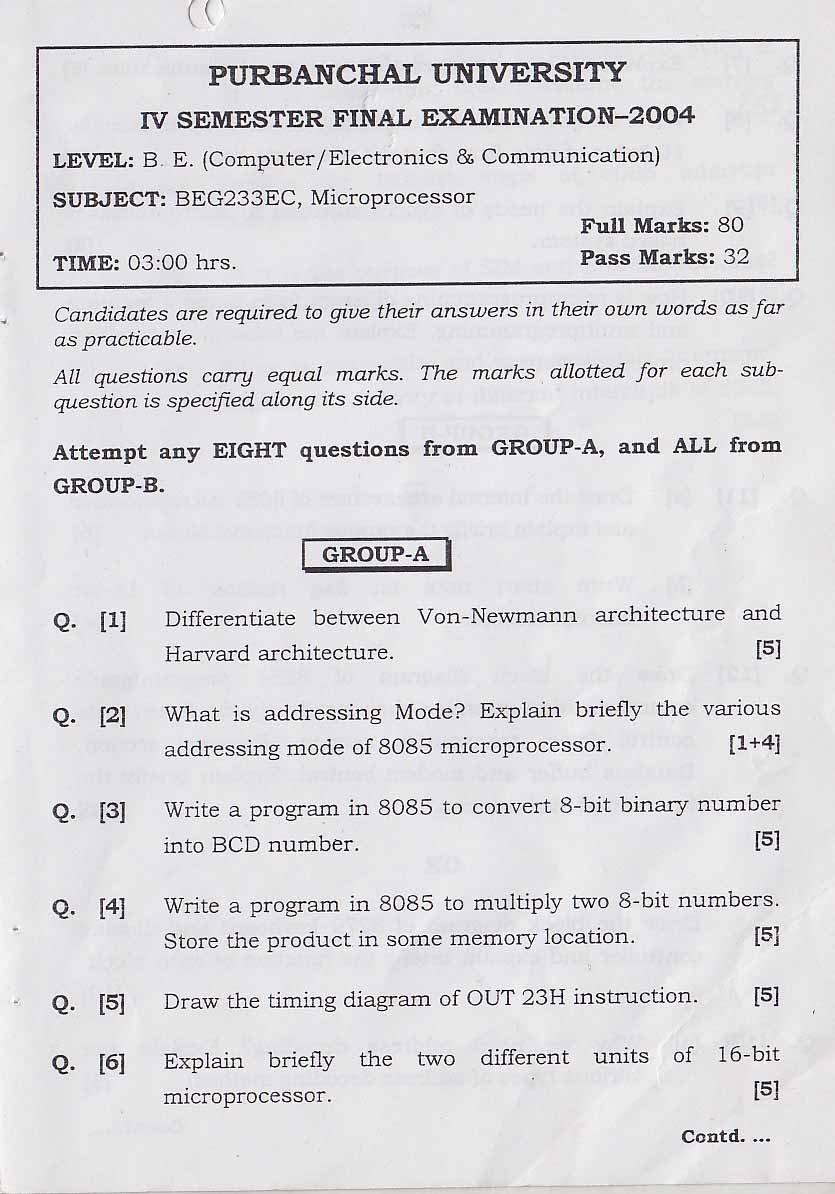 PURBANCHAL UNIVERSITY
IV SEMESTER FINAL EXAMINATION–2004
LEVEL: B. E. (Computer/Electronics & Communication)
SUBJECT: BEG233EC, Microprocessor
Full Marks: 80
TIME: 03:00 hrs. Pass Marks: 32
Candidates are required to give their answers in their own words as far
as practicable.
All questions carry equal marks. The marks allotted for each sub-
question is specified along its side.
Attempt any EIGHT questions from GROUP-A, and ALL from
GROUP-B.
GROUP-A
Q. [1] Differentiate between Von-Newmann architecture and
Harvard architecture. [5]
Q. [2] What is addressing Mode? Explain briefly the various
addressing mode of 8085 microprocessor. [1+4]
Q. [3] Write a program in 8085 to convert 8-bit binary number
into BCD number. [5]
Q. [4] Write a program in 8085 to multiply two 8-bit numbers.
Store the product in some memory location. [5]
Q. [5] Draw the timing diagram of OUT 23H instruction. [5]
Q. [6] Explain briefly the two different units of 16-bit
microprocessor. [5]
Contd. ...